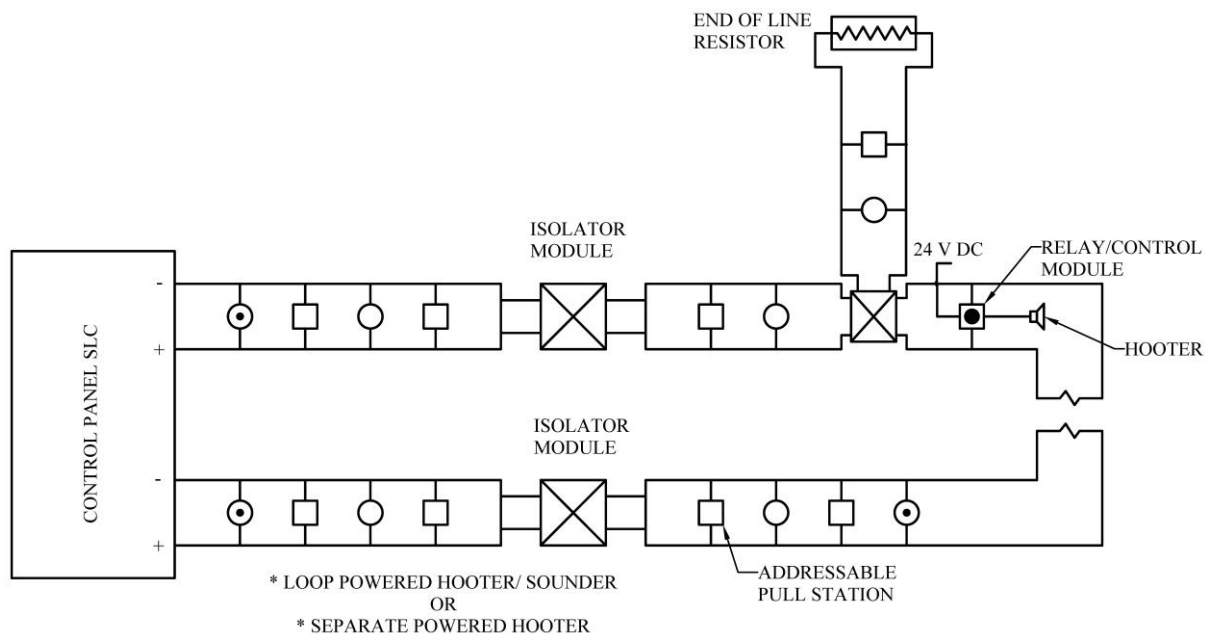 END OF LINE
RESISTOR
ISOLATOR
MODULE
24 V DC
RELAY/CONTROL
MODULE
-
+
HOOTER
CONTROL PANEL SLC
ISOLATOR
MODULE
-
+
ADDRESSABLE
PULL STATION
* LOOP POWERED HOOTER/ SOUNDER
OR
* SEPARATE POWERED HOOTER